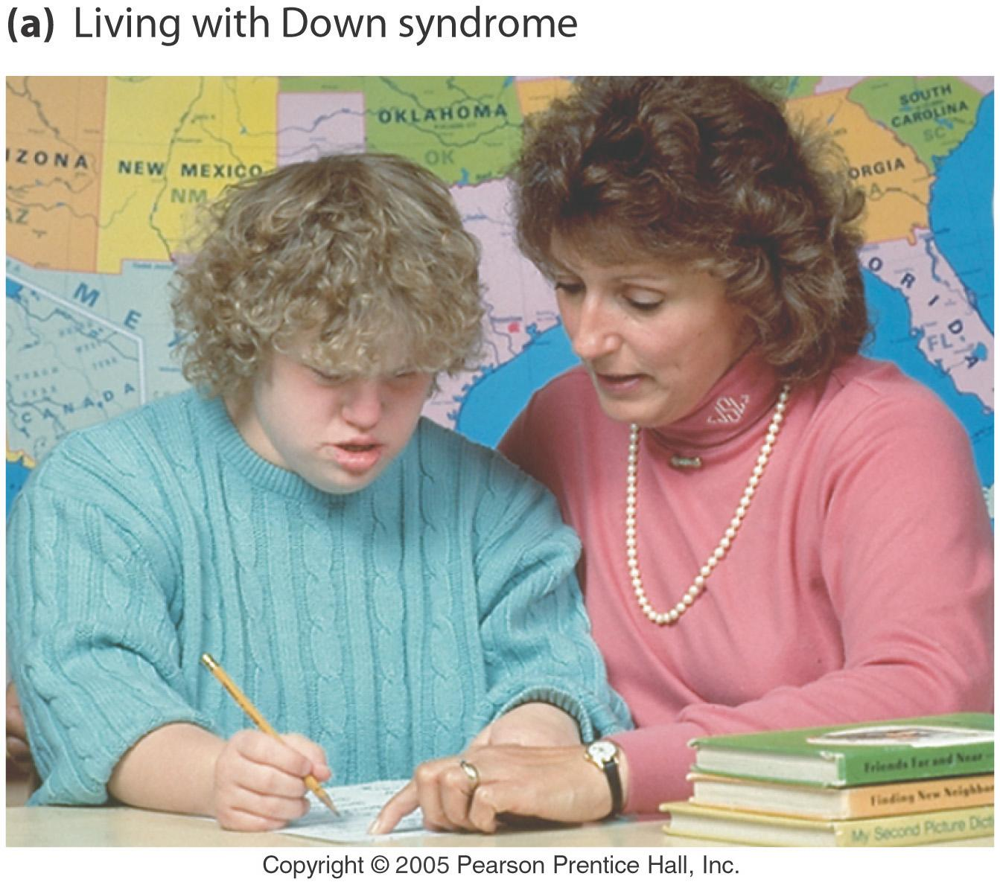 (a) Living with Down syndrome
OKLAHOMA
OK
SOUTH
CAROLINA
SC
IZONA
AZ
NEW MEXICO
NM
ORGIA
A
ORIDA
FL
ME
CANADA
JSL
Friends Far and Near
Finding New Neighbor
My Second Picture Dict
Copyright © 2005 Pearson Prentice Hall, Inc.